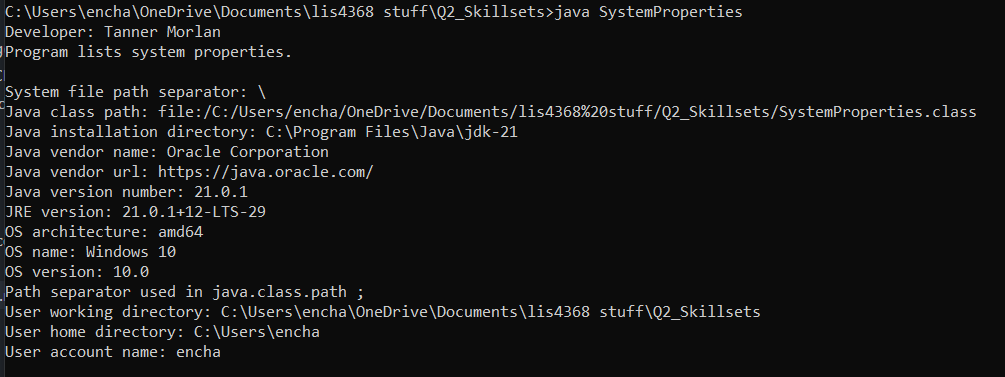 C:\Users\encha\OneDrive\Documents\lis4368 stuff\Q2_Skillsets>java SystemProperties
Developer: Tanner Morlan
Program lists system properties.
System file path separator: \
Java class path: file:/C:/Users/encha/OneDrive/Documents/lis4368%20stuff/Q2_Skillsets/SystemProperties.class
Java installation directory: C:\Program Files\Java\jdk-21
Java vendor name: Oracle Corporation
Java vendor url: https://java.oracle.com/
Java version number: 21.0.1
JRE version: 21.0.1+12-LTS-29
OS architecture: amd64
OS name: Windows 10
OS version: 10.0
Path separator used in java.class.path ;
User working directory: C:\Users\encha\OneDrive\Documents\lis4368 stuff\Q2_Skillsets
User home directory: C:\Users\encha
User account name: encha